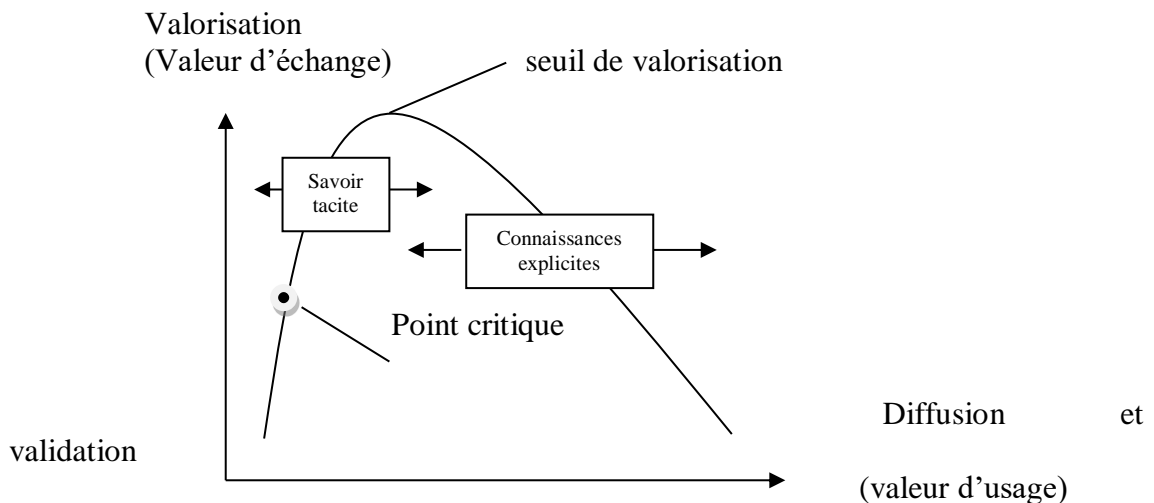 Valorisation
(Valeur d’échange)
seuil de valorisation
Savoir
tacite
Connaissances
explicites
Point critique
Diffusion et
validation
(valeur d’usage)